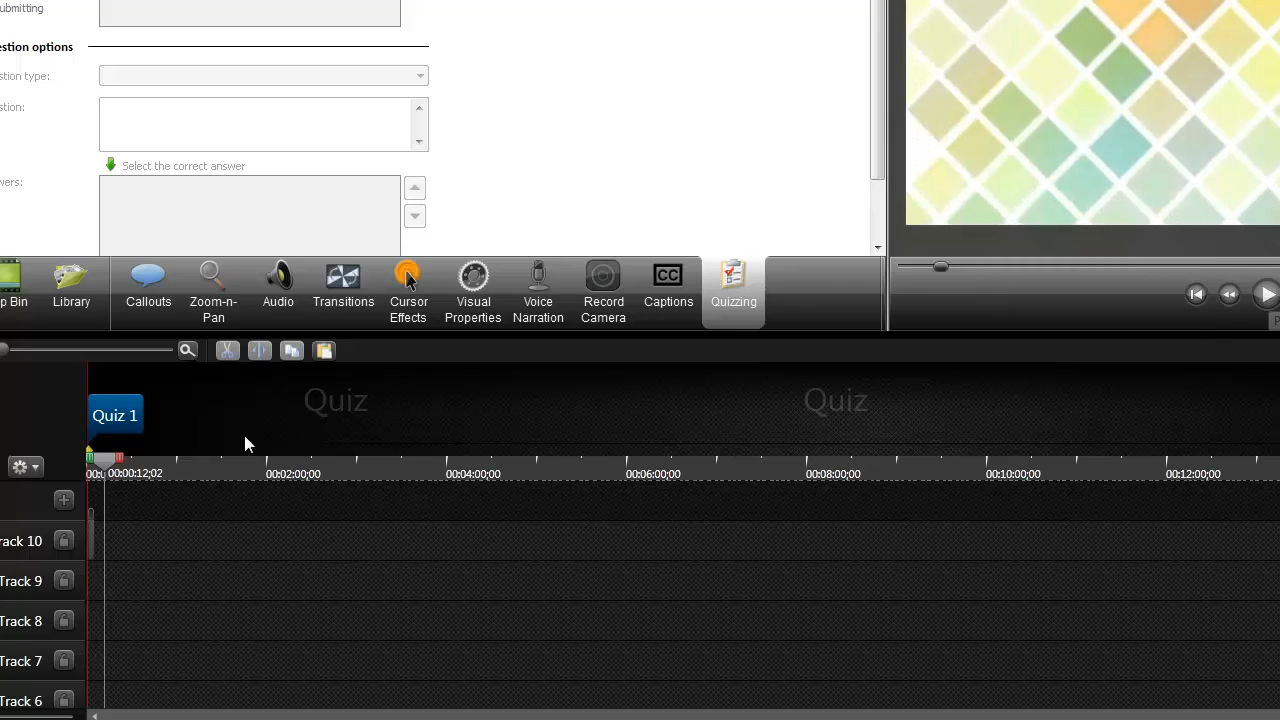 ubmitting
estion options
stion type:
stion:
Select the correct answer
wers:
p Bin
Library
Callouts
Zoom-n-
Pan
Audio
Transitions
Cursor
Effects
Visual
Properties
Voice
Narration
Record
Camera
CC
Captions
Quizzing
Quiz 1
Quiz
Quiz
00:00:12;02
00:02:00;00
00:04:00;00
00:06:00;00
00:08:00;00
00:10:00;00
00:12:00;00
rack 10
Track 9
Track 8
Track 7
Track 6